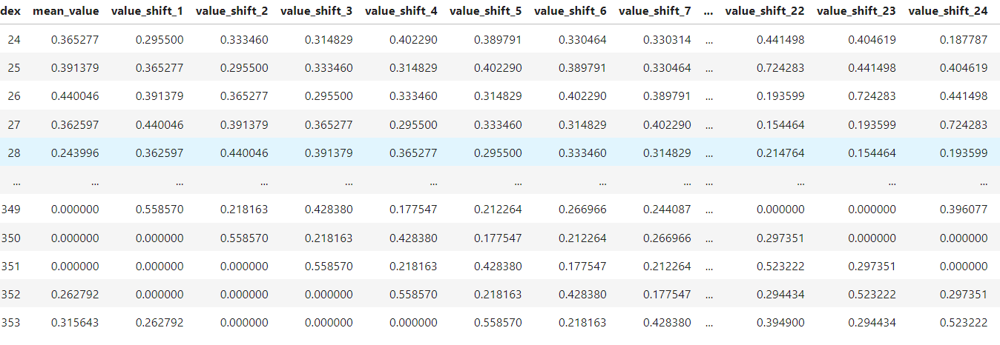 dex mean_value value_shift_1 value_shift_2 value_shift_3 value_shift_4 value_shift_5 value_shift_6 value_shift_7 ... value_shift_22 value_shift_23 value_shift_24
24 0.365277 0.295500 0.333460 0.314829 0.402290 0.389791 0.330464 0.330314 ... 0.441498 0.404619 0.187787
25 0.391379 0.365277 0.295500 0.333460 0.314829 0.402290 0.389791 0.330464 ... 0.724283 0.441498 0.404619
26 0.440046 0.391379 0.365277 0.295500 0.333460 0.314829 0.402290 0.389791 ... 0.193599 0.724283 0.441498
27 0.362597 0.440046 0.391379 0.365277 0.295500 0.333460 0.314829 0.402290 ... 0.154464 0.193599 0.724283
28 0.243996 0.362597 0.440046 0.391379 0.365277 0.295500 0.333460 0.314829 ... 0.214764 0.154464 0.193599
... ... ... ... ... ... ... ... ... ... ... ... ...
349 0.000000 0.558570 0.218163 0.428380 0.177547 0.212264 0.266966 0.244087 ... 0.000000 0.000000 0.396077
350 0.000000 0.000000 0.558570 0.218163 0.428380 0.177547 0.212264 0.266966 ... 0.297351 0.000000 0.000000
351 0.000000 0.000000 0.000000 0.558570 0.218163 0.428380 0.177547 0.212264 ... 0.523222 0.297351 0.000000
352 0.262792 0.000000 0.000000 0.000000 0.558570 0.218163 0.428380 0.177547 ... 0.294434 0.523222 0.297351
353 0.315643 0.262792 0.000000 0.000000 0.000000 0.558570 0.218163 0.428380 ... 0.394900 0.294434 0.523222